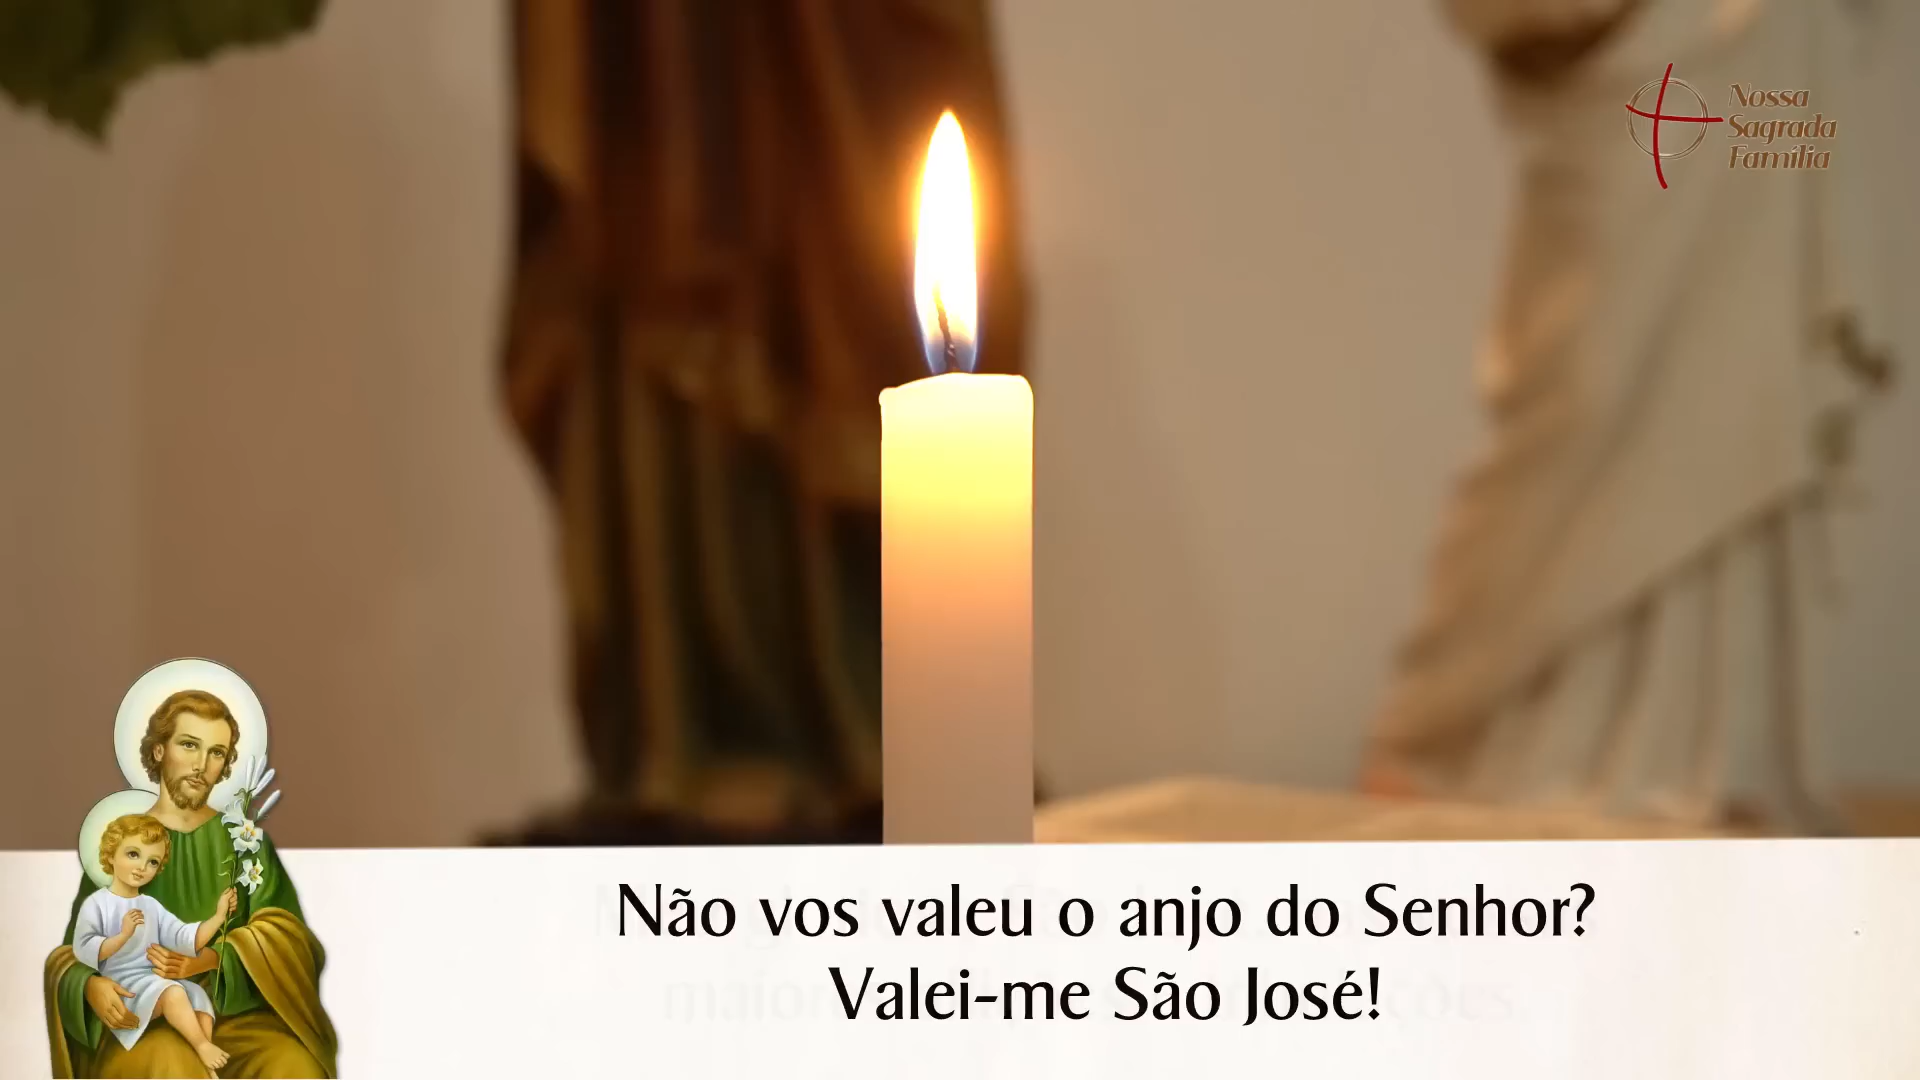 Nossa
Sagrada
Família
Não vos valeu o anjo do Senhor?
Valei-me São José!